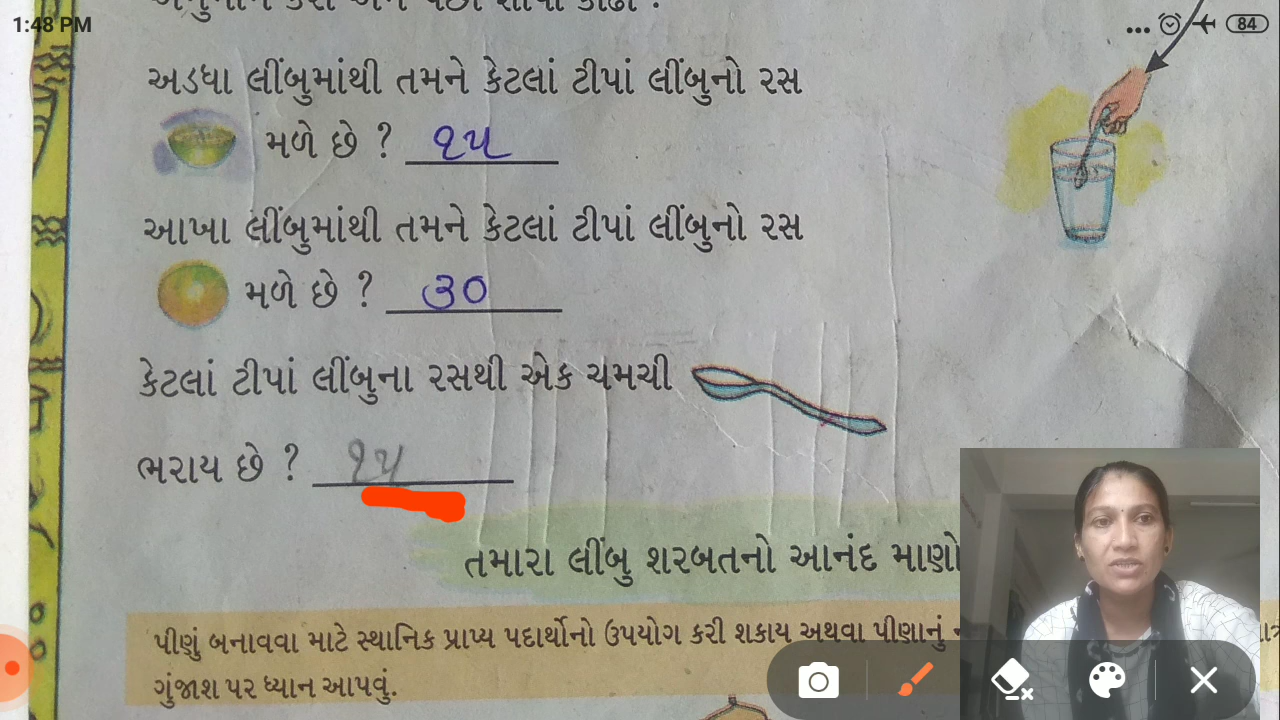 1:48 PM
84
અડધા લીંબુમાંથી તમને કેટલાં ટીપાં લીંબુનો રસ
મળે છે ? ૧૫
આખા લીંબુમાંથી તમને કેટલાં ટીપાં લીંબુનો રસ
મળે છે ? ૩૦
કેટલાં ટીપાં લીંબુના રસથી એક ચમચી
ભરાય છે ? ૧૫
તમારા લીંબુ શરબતનો આનંદ માણો
પીણું બનાવવા માટે સ્થાનિક પ્રાપ્ય પદાર્થોનો ઉપયોગ કરી શકાય અથવા પીણાનું
ગુંજાશ પર ધ્યાન આપવું.